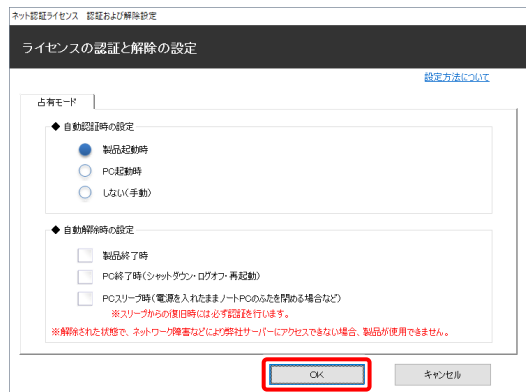 ネット認証ライセンス 認証および解除設定
ライセンスの認証と解除の設定
設定方法について
占有モード
◆ 自動認証時の設定
製品起動時
PC起動時
しない(手動)
◆ 自動解除時の設定
製品終了時
PC終了時(シャットダウン・ログオフ・再起動)
PCスリープ時(電源を入れたままノートPCのふたを閉める場合など)
※スリープからの復旧時には必ず認証を行います。
※解除された状態で、ネットワーク障害などにより弊社サーバーにアクセスできない場合、製品が使用できません。
OK キャンセル